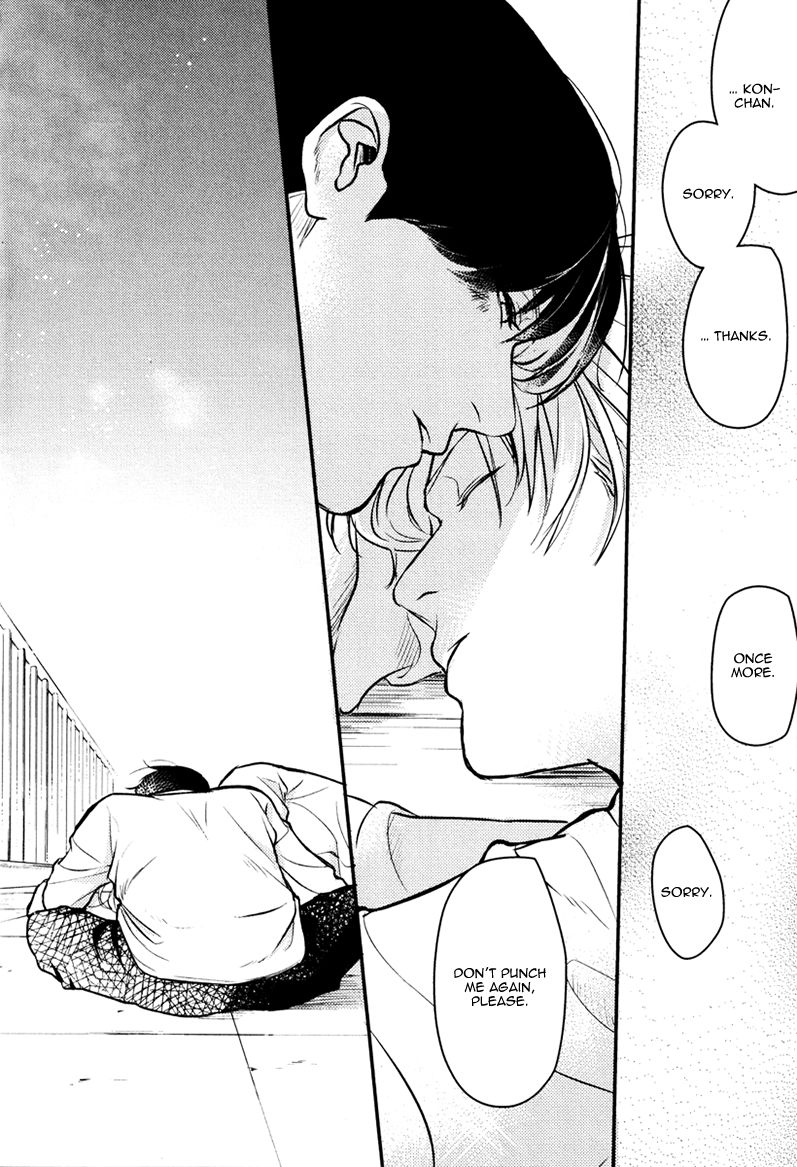 ... KON-
CHAN.
SORRY.
... THANKS.
ONCE
MORE.
SORRY.
DON'T PUNCH
ME AGAIN,
PLEASE.